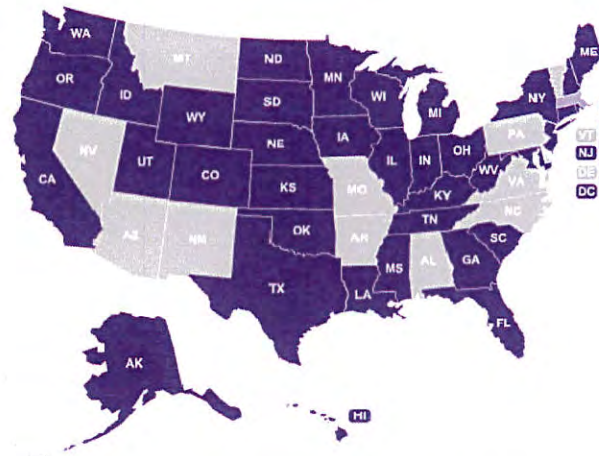 WA
ME
MT
ND
MN
OR
ID
SD
WI
NY
MI
WY
VT
PA
IA
NE
NJ
NV
OH
IL
IN
DE
UT
WV
CA
CO
VA
DC
KS
MO
KY
NC
TN
OK
AZ
NM
AR
SC
MS
AL
GA
TX
LA
FL
AK
HI